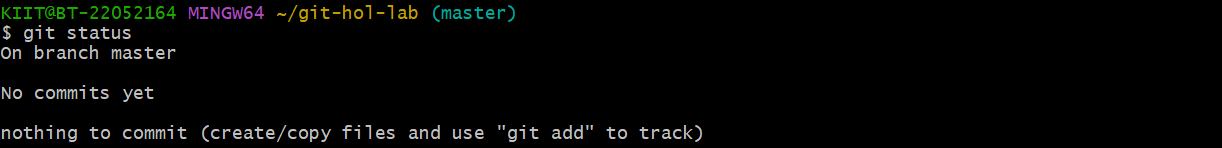 KIIT@BT-22052164 MINGW64 ~/git-hol-lab (master)
$ git status
On branch master
No commits yet
nothing to commit (create/copy files and use "git add" to track)